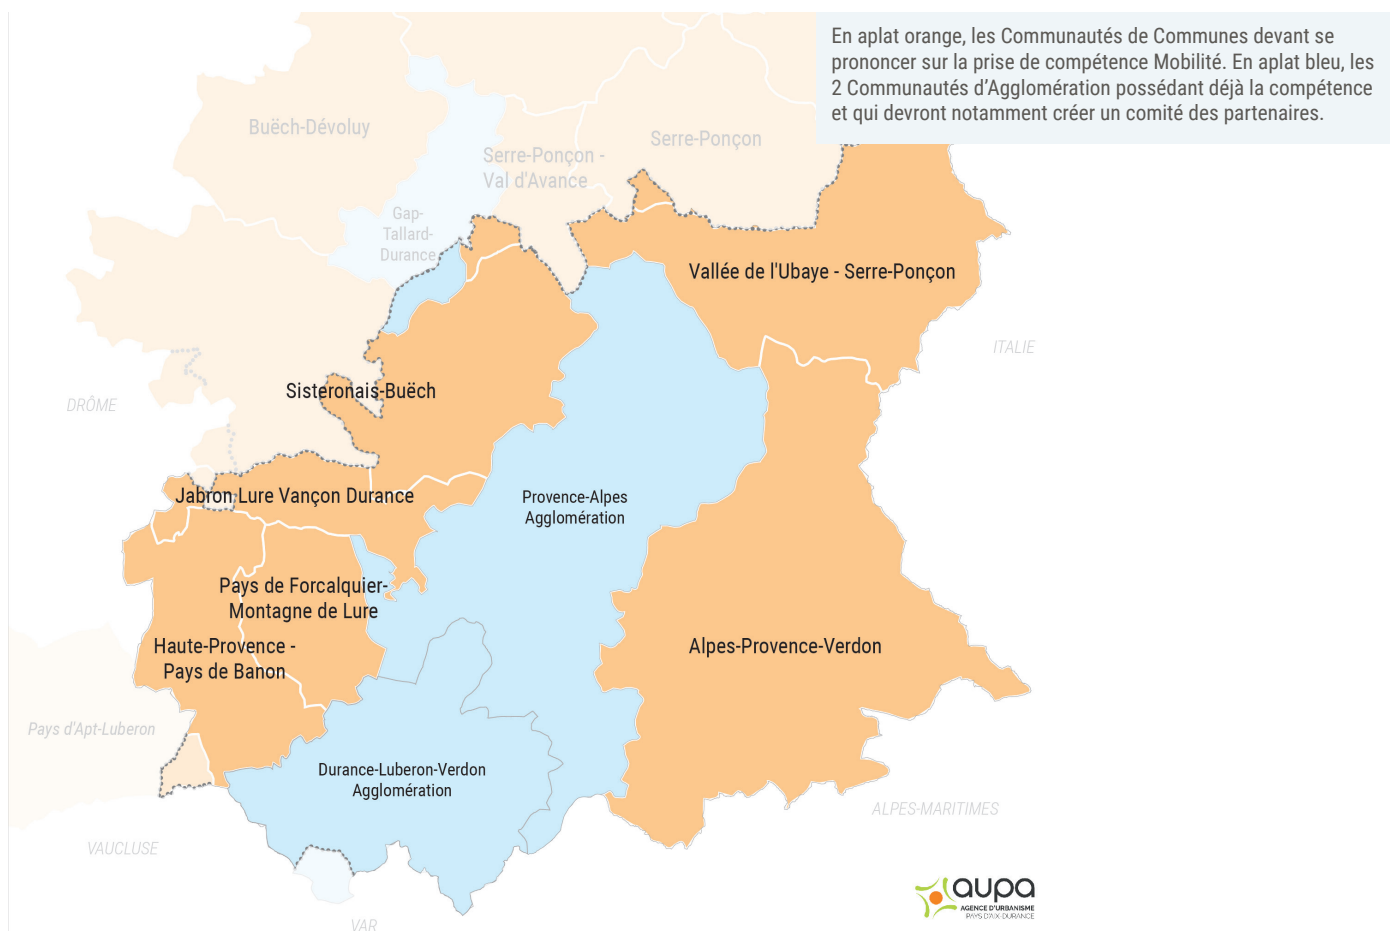 En aplat orange, les Communautés de Communes devant se
prononcer sur la prise de compétence Mobilité. En aplat bleu, les
2 Communautés d'Agglomération possédant déjà la compétence
et qui devront notamment créer un comité des partenaires.
Buëch-Dévoluy
Serre-Ponçon
Serre-Ponçon -
Val d'Avance
Gap-
Tallard-
Durance
Vallée de l'Ubaye - Serre-Ponçon
ITALIE
Sisteronais-Buëch
DRÔME
Jabron Lure Vançon Durance
Provence-Alpes
Agglomération
Pays de Forcalquier-
Montagne de Lure
Haute-Provence -
Pays de Banon
Alpes-Provence-Verdon
Pays d'Apt-Luberon
Durance-Luberon-Verdon
Agglomération
ALPES-MARITIMES
VAUCLUSE
VAR
aupa
AGENCE D'URBANISME
PAYS D'AIX-DURANCE